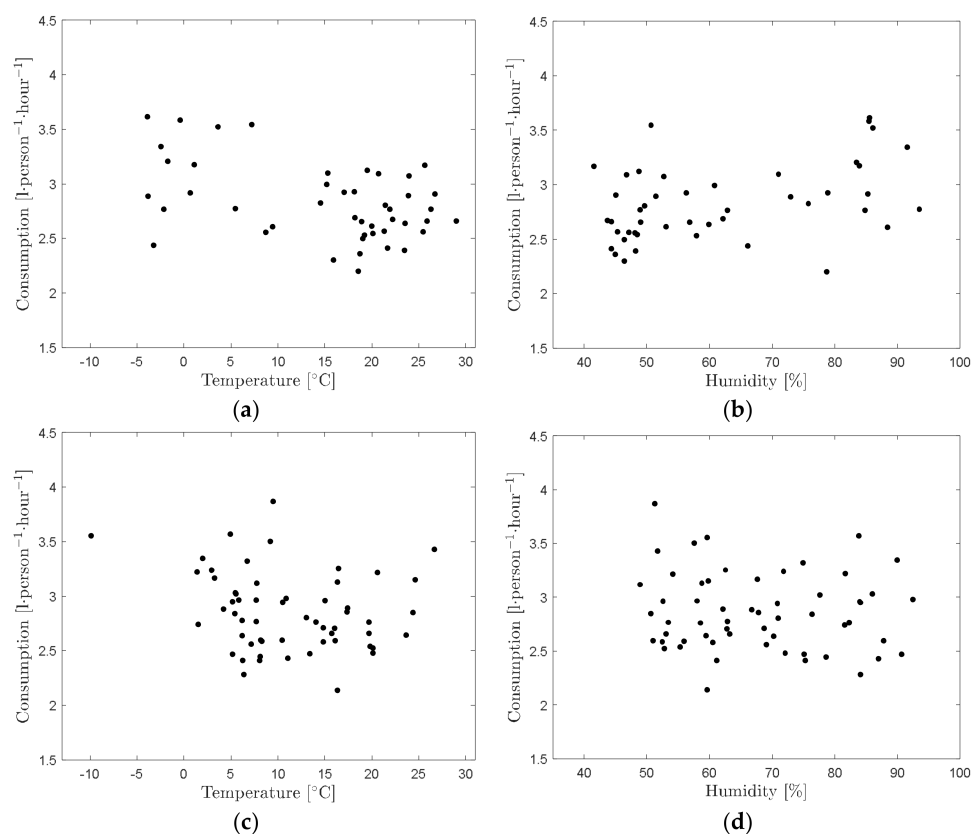 4.5
4
3.5
3
2.5
2
1.5
Consumption [l·person⁻¹·hour⁻¹]
-10 -5 0 5 10 15 20 25 30
Temperature [°C]
(a)
4.5
4
3.5
3
2.5
2
1.5
Consumption [l·person⁻¹·hour⁻¹]
40 50 60 70 80 90 100
Humidity [%]
(b)
4.5
4
3.5
3
2.5
2
1.5
Consumption [l·person⁻¹·hour⁻¹]
-10 -5 0 5 10 15 20 25 30
Temperature [°C]
(c)
4.5
4
3.5
3
2.5
2
1.5
Consumption [l·person⁻¹·hour⁻¹]
40 50 60 70 80 90 100
Humidity [%]
(d)